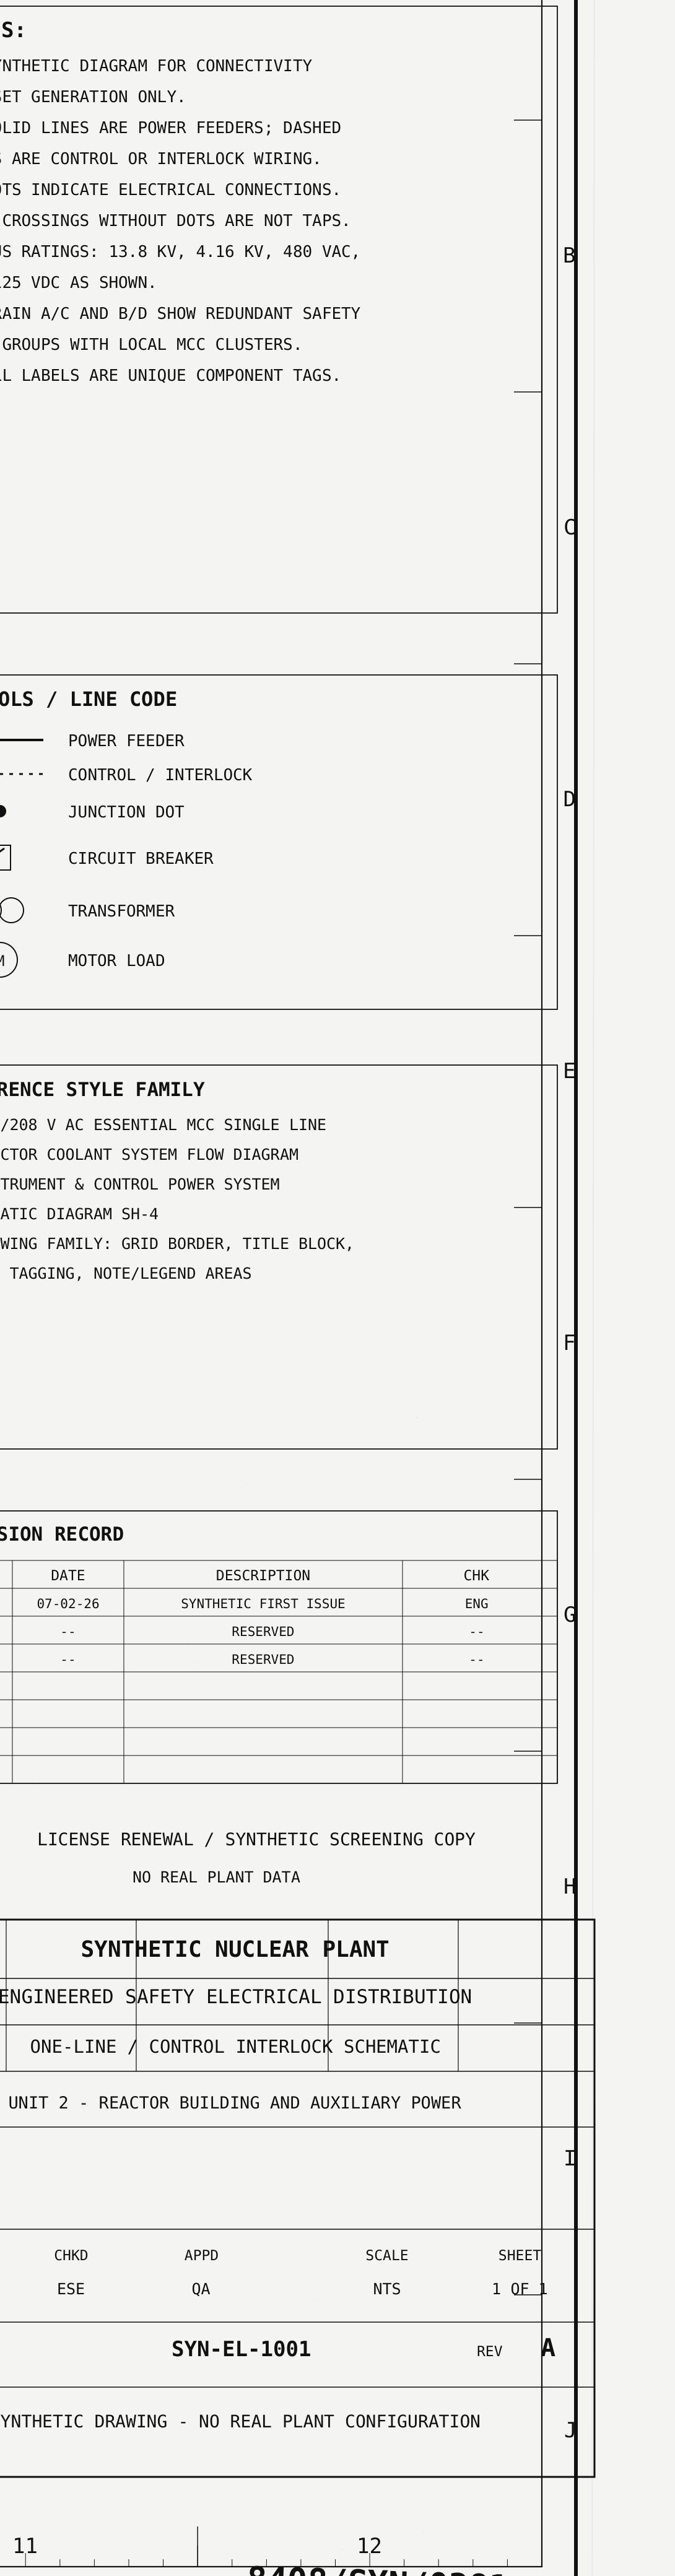 S:
YNTHETIC DIAGRAM FOR CONNECTIVITY
SET GENERATION ONLY.
OLID LINES ARE POWER FEEDERS; DASHED
S ARE CONTROL OR INTERLOCK WIRING.
OTS INDICATE ELECTRICAL CONNECTIONS.
CROSSINGS WITHOUT DOTS ARE NOT TAPS.
US RATINGS: 13.8 KV, 4.16 KV, 480 VAC,
125 VDC AS SHOWN.
RAIN A/C AND B/D SHOW REDUNDANT SAFETY
GROUPS WITH LOCAL MCC CLUSTERS.
LL LABELS ARE UNIQUE COMPONENT TAGS.
B
C
OLS / LINE CODE
POWER FEEDER
CONTROL / INTERLOCK
JUNCTION DOT
D
CIRCUIT BREAKER
TRANSFORMER
M MOTOR LOAD
E
RENCE STYLE FAMILY
/208 V AC ESSENTIAL MCC SINGLE LINE
CTOR COOLANT SYSTEM FLOW DIAGRAM
TRUMENT & CONTROL POWER SYSTEM
ATIC DIAGRAM SH-4
WING FAMILY: GRID BORDER, TITLE BLOCK,
TAGGING, NOTE/LEGEND AREAS
F
SION RECORD
DATE DESCRIPTION CHK
07-02-26 SYNTHETIC FIRST ISSUE ENG
-- RESERVED --
-- RESERVED --
G
LICENSE RENEWAL / SYNTHETIC SCREENING COPY
NO REAL PLANT DATA
H
SYNTHETIC NUCLEAR PLANT
ENGINEERED SAFETY ELECTRICAL DISTRIBUTION
ONE-LINE / CONTROL INTERLOCK SCHEMATIC
UNIT 2 - REACTOR BUILDING AND AUXILIARY POWER
I
CHKD APPD SCALE SHEET
ESE QA NTS 1 OF 1
SYN-EL-1001 REV A
YNTHETIC DRAWING - NO REAL PLANT CONFIGURATION
J
11 12